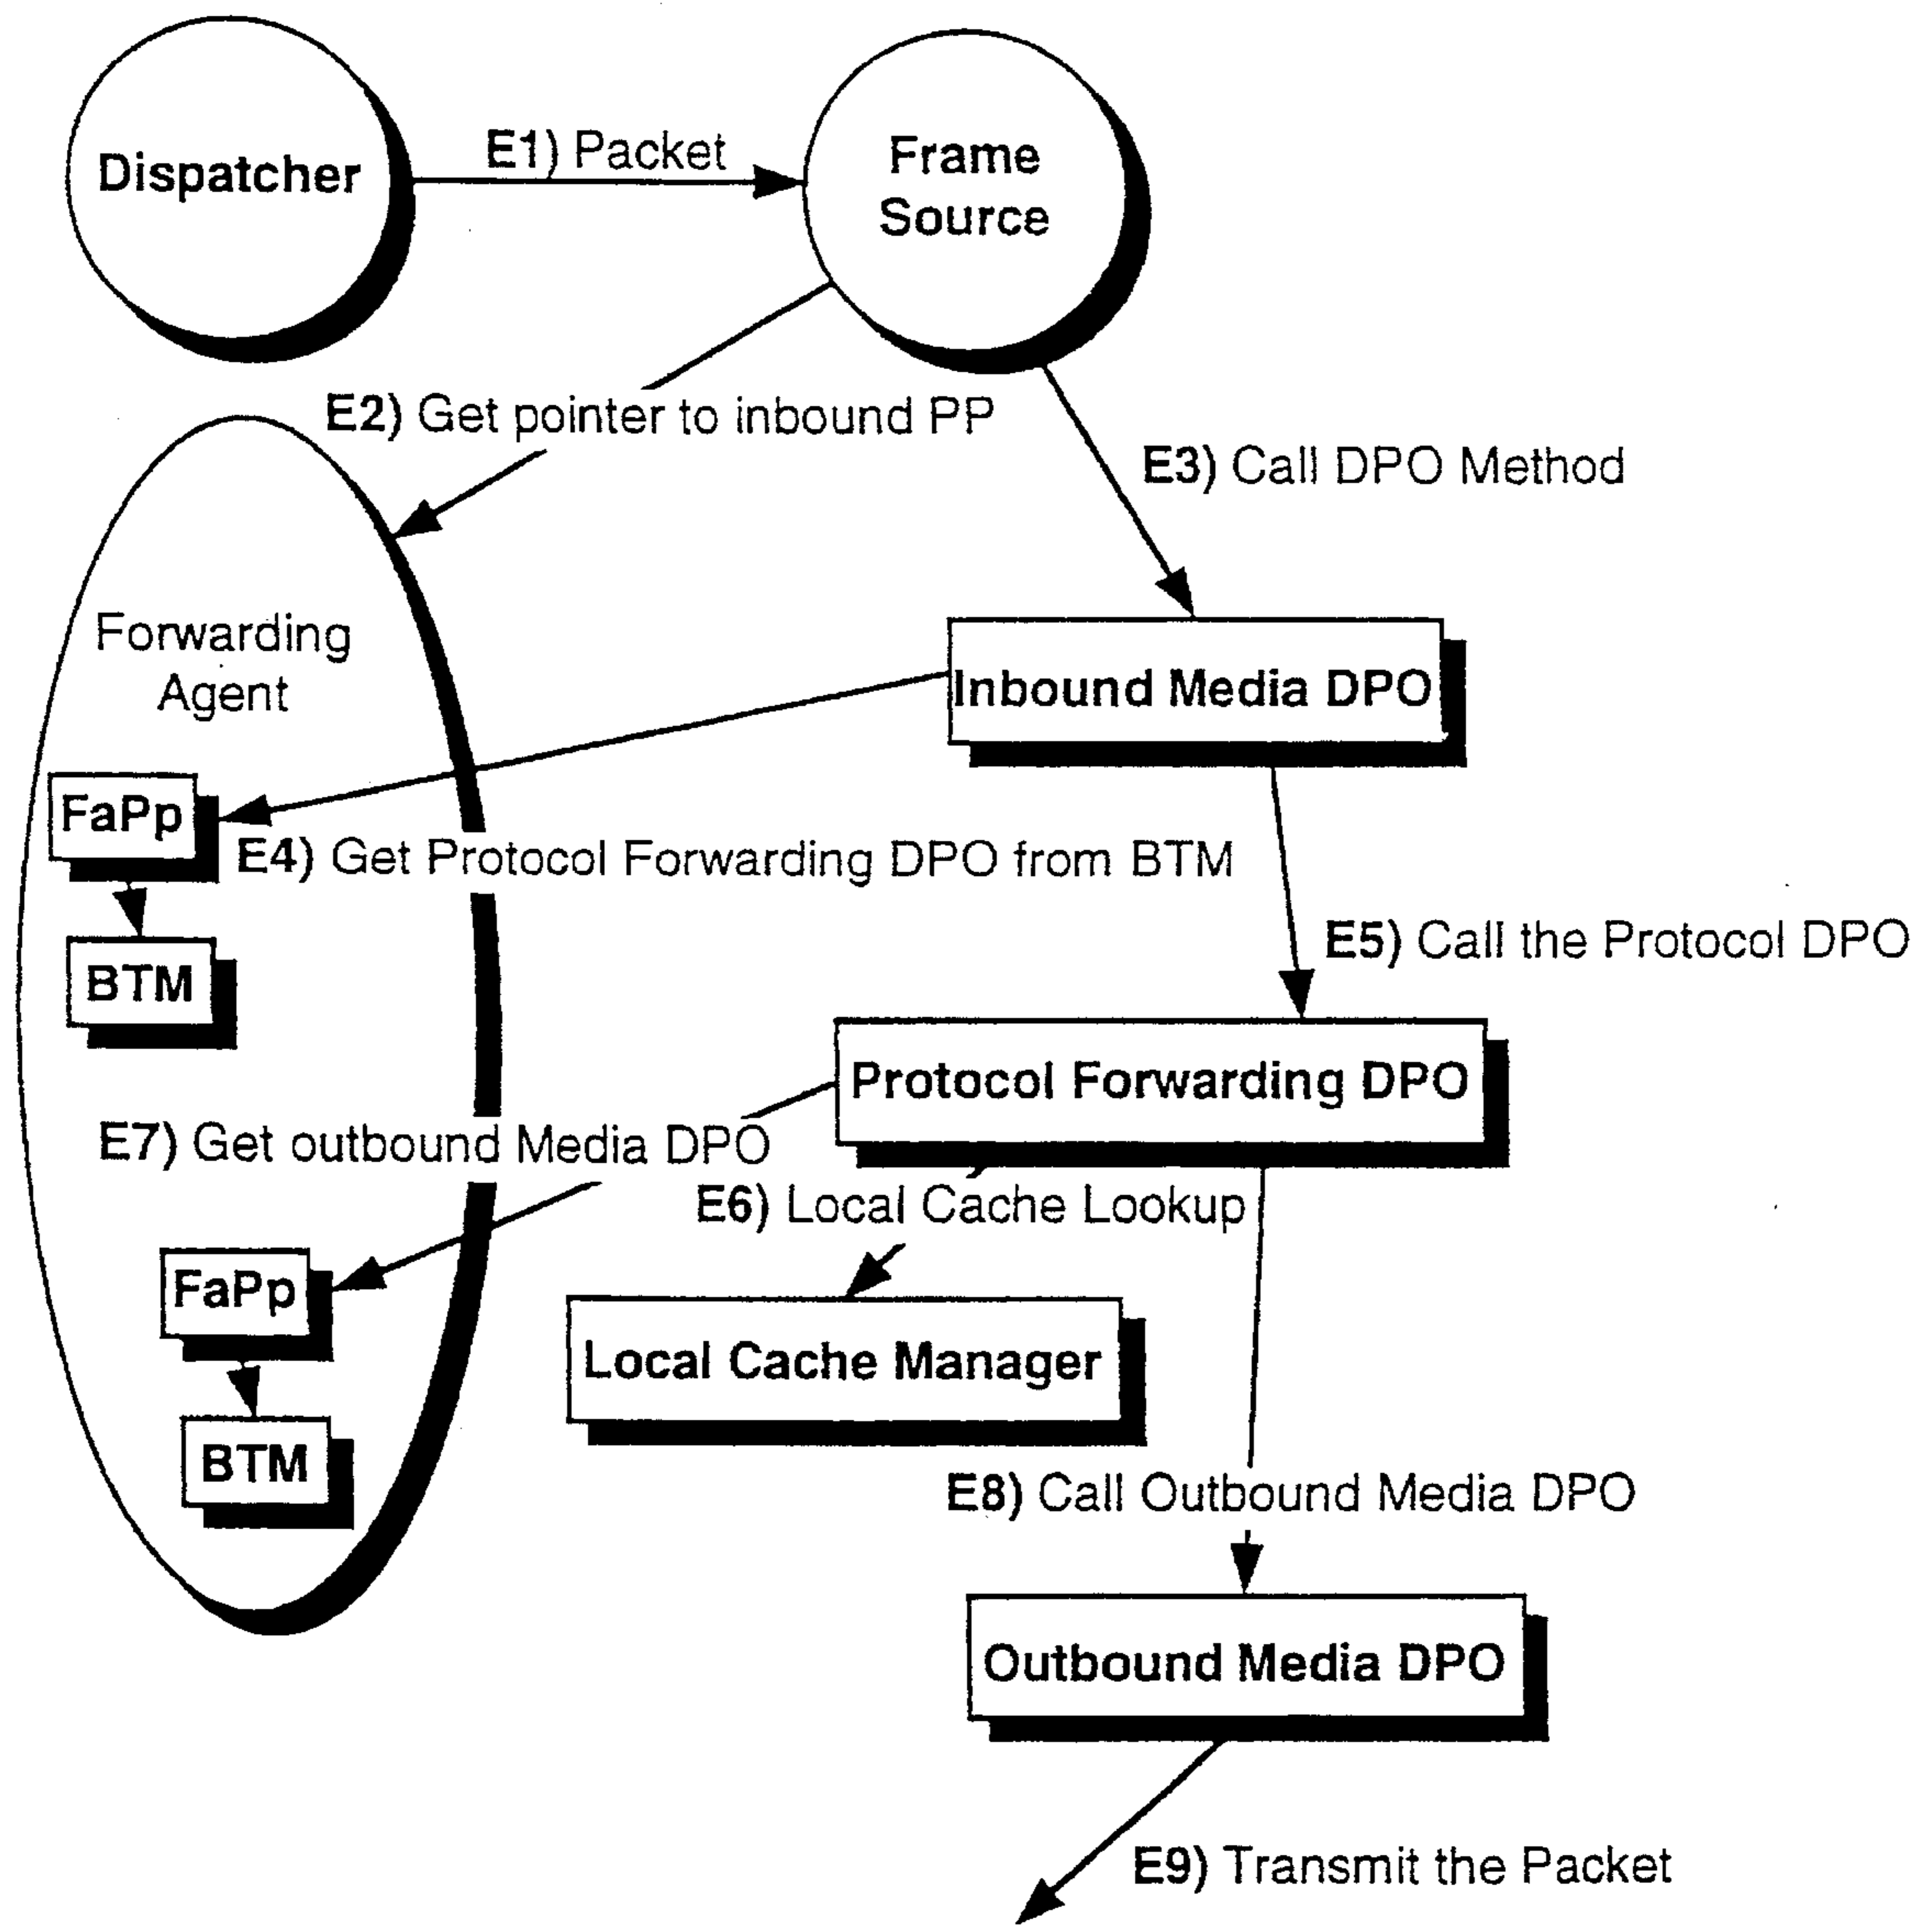 E1) Packet
Dispatcher
Frame
Source
E2) Get pointer to inbound PP
E3) Call DPO Method
Forwarding
Agent
Inbound Media DPO
FaPp
E4) Get Protocol Forwarding DPO from BTM
E5) Call the Protocol DPO
BTM
Protocol Forwarding DPO
E7) Get outbound Media DPO
E6) Local Cache Lookup
FaPp
Local Cache Manager
BTM
E8) Call Outbound Media DPO
Outbound Media DPO
E9) Transmit the Packet